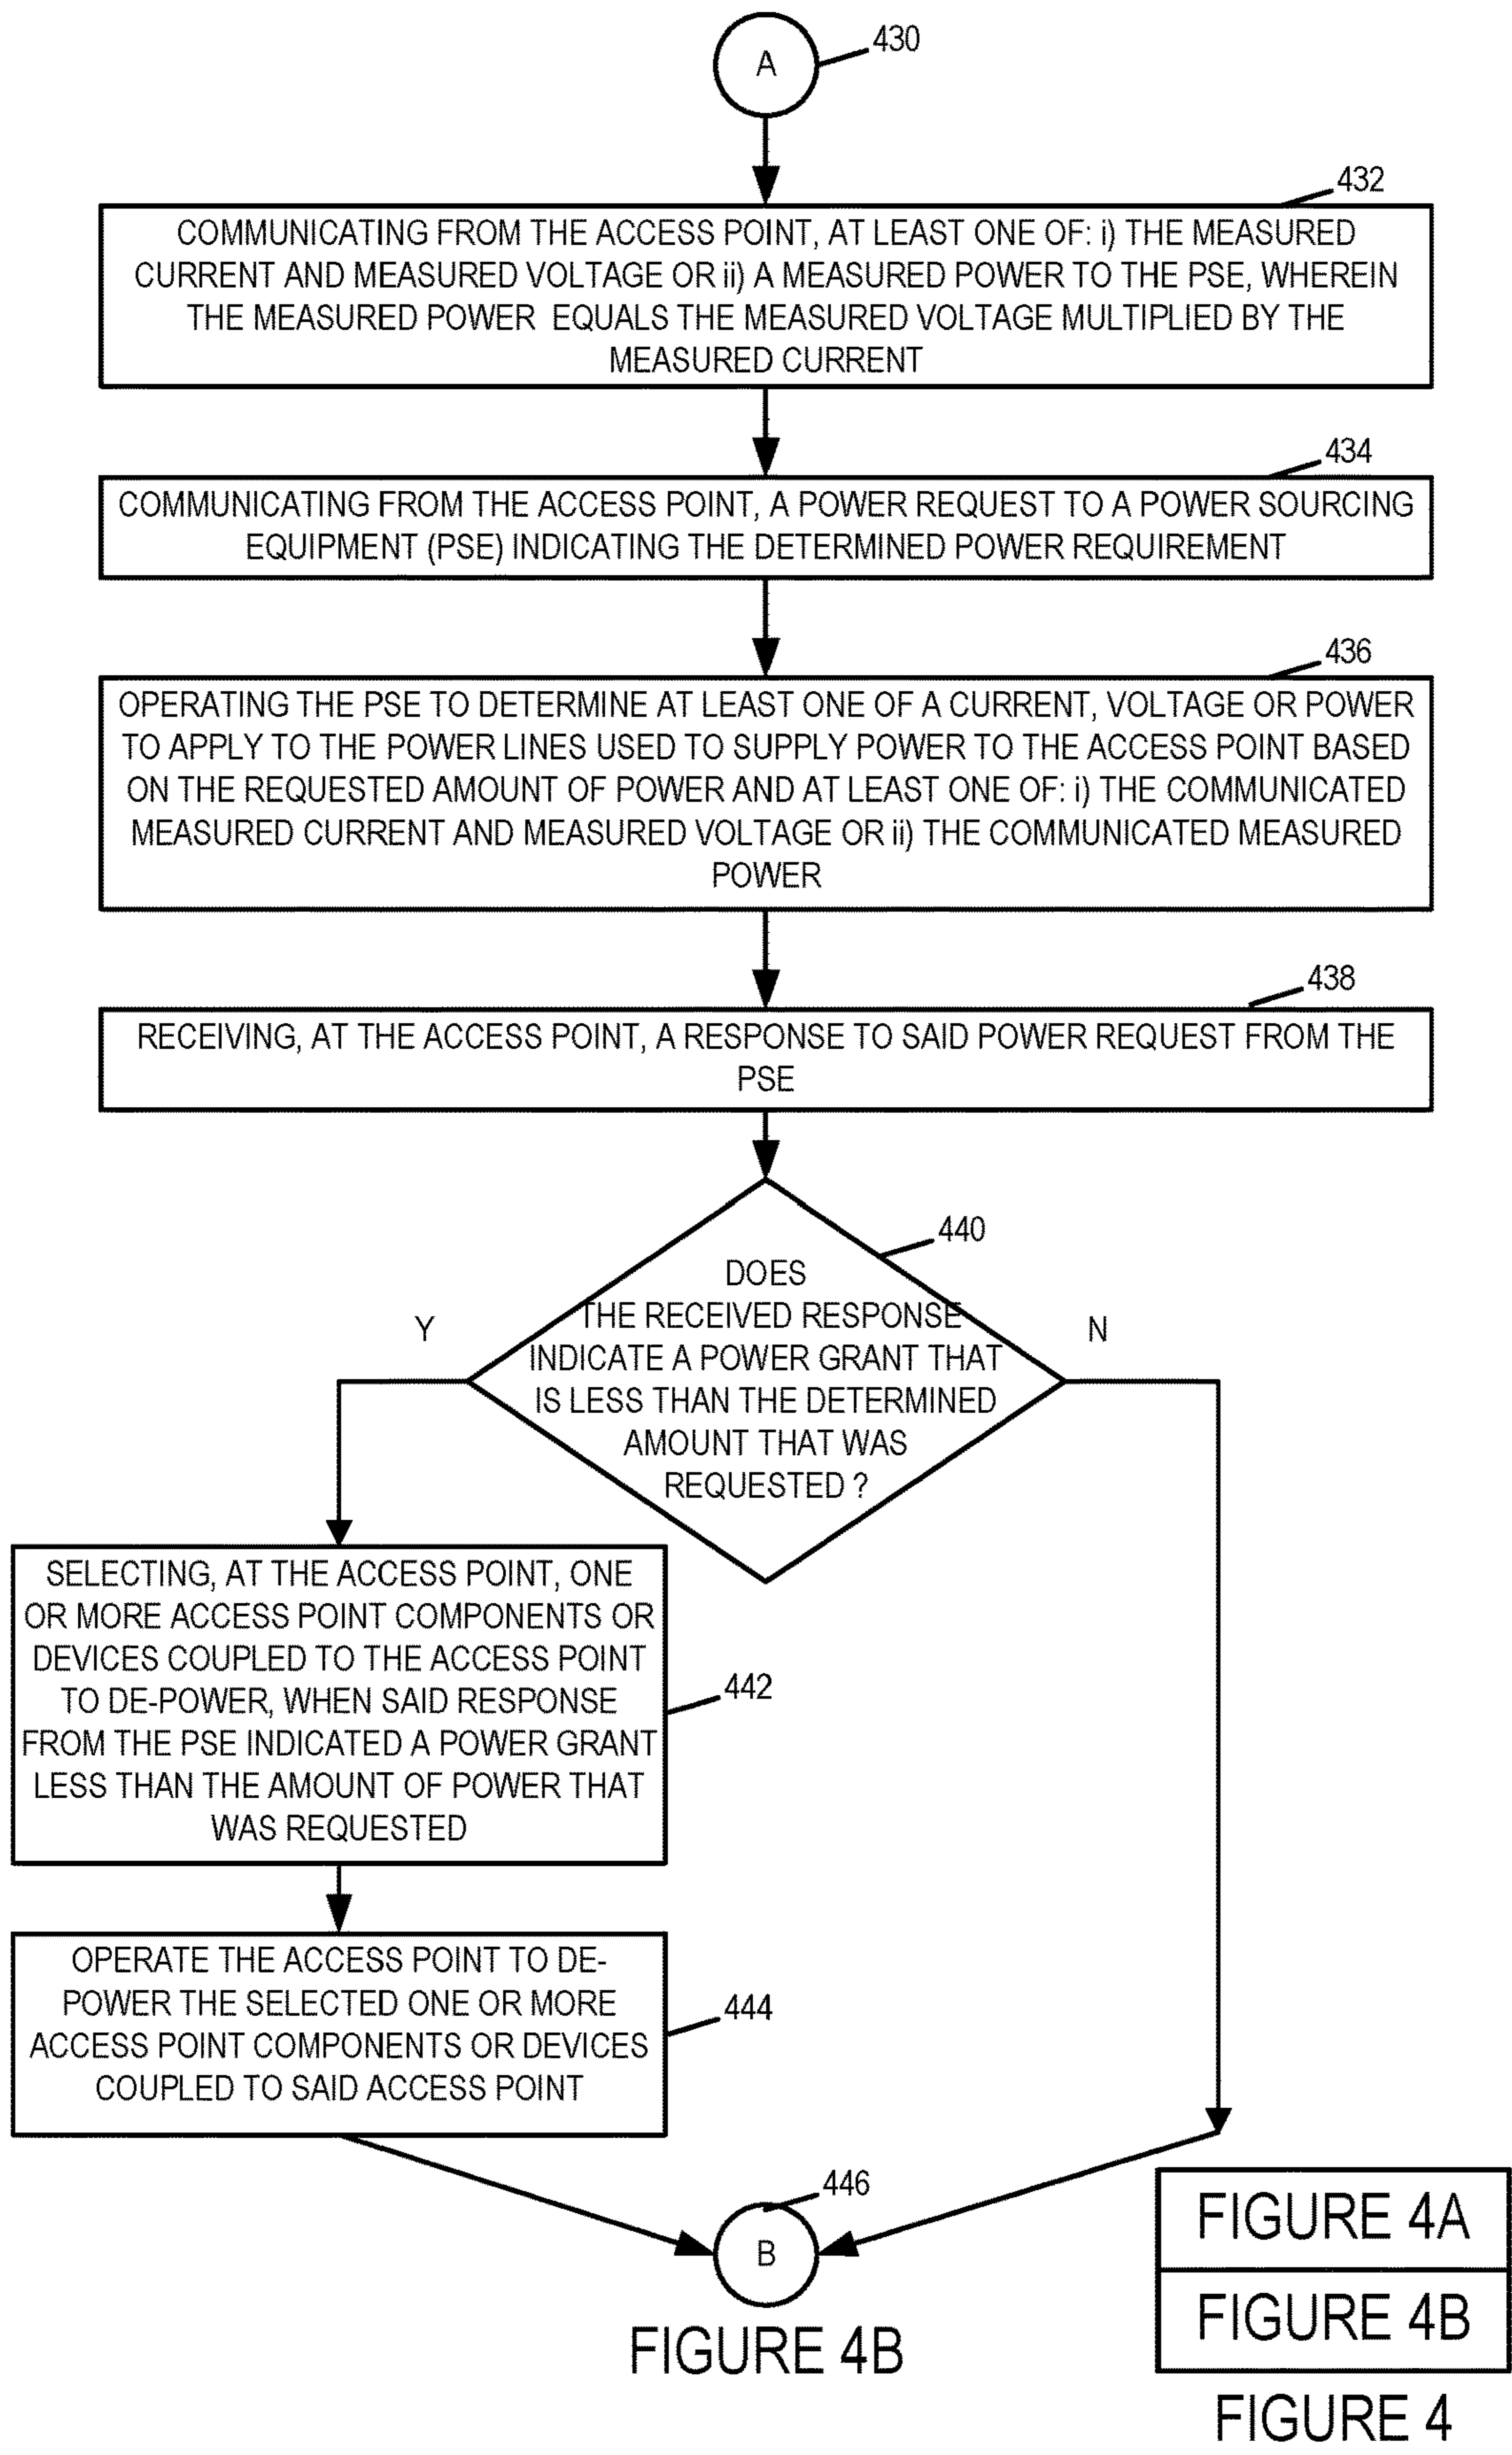 A
430
432
COMMUNICATING FROM THE ACCESS POINT, AT LEAST ONE OF: i) THE MEASURED
CURRENT AND MEASURED VOLTAGE OR ii) A MEASURED POWER TO THE PSE, WHEREIN
THE MEASURED POWER EQUALS THE MEASURED VOLTAGE MULTIPLIED BY THE
MEASURED CURRENT
434
COMMUNICATING FROM THE ACCESS POINT, A POWER REQUEST TO A POWER SOURCING
EQUIPMENT (PSE) INDICATING THE DETERMINED POWER REQUIREMENT
436
OPERATING THE PSE TO DETERMINE AT LEAST ONE OF A CURRENT, VOLTAGE OR POWER
TO APPLY TO THE POWER LINES USED TO SUPPLY POWER TO THE ACCESS POINT BASED
ON THE REQUESTED AMOUNT OF POWER AND AT LEAST ONE OF: i) THE COMMUNICATED
MEASURED CURRENT AND MEASURED VOLTAGE OR ii) THE COMMUNICATED MEASURED
POWER
438
RECEIVING, AT THE ACCESS POINT, A RESPONSE TO SAID POWER REQUEST FROM THE
PSE
440
DOES
THE RECEIVED RESPONSE
INDICATE A POWER GRANT THAT
IS LESS THAN THE DETERMINED
AMOUNT THAT WAS
REQUESTED ?
Y
N
SELECTING, AT THE ACCESS POINT, ONE
OR MORE ACCESS POINT COMPONENTS OR
DEVICES COUPLED TO THE ACCESS POINT
TO DE-POWER, WHEN SAID RESPONSE
FROM THE PSE INDICATED A POWER GRANT
LESS THAN THE AMOUNT OF POWER THAT
WAS REQUESTED
442
OPERATE THE ACCESS POINT TO DE-
POWER THE SELECTED ONE OR MORE
ACCESS POINT COMPONENTS OR DEVICES
COUPLED TO SAID ACCESS POINT
444
446
B
FIGURE 4B
FIGURE 4A
FIGURE 4B
FIGURE 4